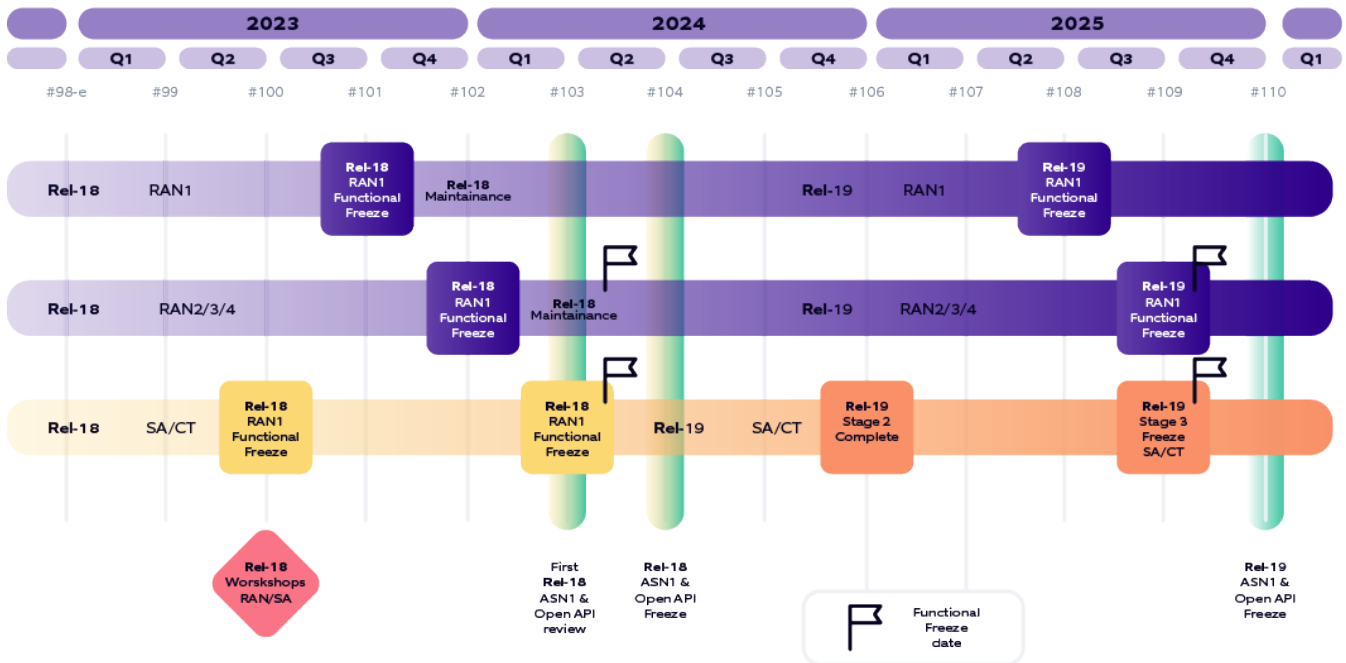 2023 2024 2025
Q1 Q2 Q3 Q4 Q1 Q2 Q3 Q4 Q1 Q2 Q3 Q4 Q1
#98-e #99 #100 #101 #102 #103 #104 #105 #106 #107 #108 #109 #110
Rel-18 RAN1
Rel-18
RAN1
Functional
Freeze
Rel-18
Maintainance
Rel-19 RAN1
Rel-19
RAN1
Functional
Freeze
Rel-18 RAN2/3/4
Rel-18
RAN1
Functional
Freeze
Rel-18
Maintainance
Rel-19 RAN2/3/4
Rel-19
RAN1
Functional
Freeze
Rel-18 SA/CT
Rel-18
RAN1
Functional
Freeze
Rel-18
RAN1
Functional
Freeze
Rel-19 SA/CT
Rel-19
Stage 2
Complete
Rel-19
Stage 3
Freeze
SA/CT
Rel-18
Worskshops
RAN/SA
First
Rel-18
ASN1 &
Open API
review
Rel-18
ASN1 &
Open API
Freeze
Functional
Freeze
date
Rel-19
ASN1 &
Open API
Freeze